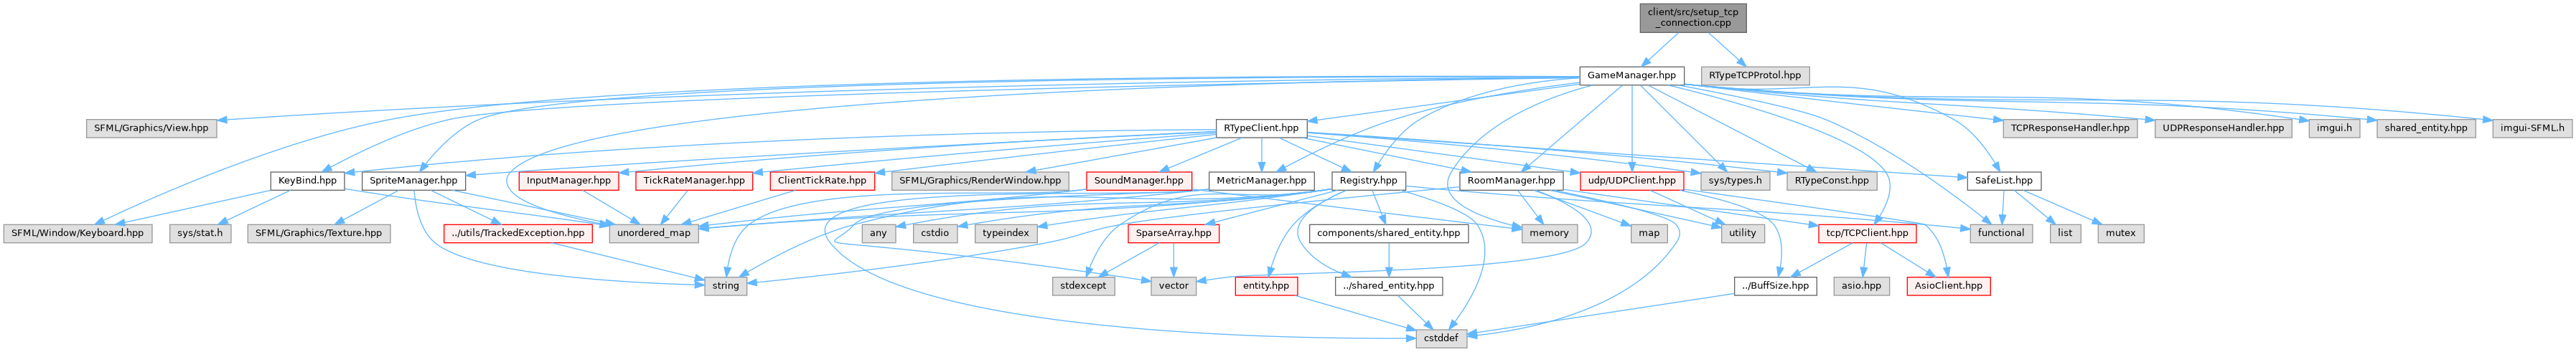 client/src/setup_tcp
_connection.cpp
GameManager.hpp
RTypeTCPProtol.hpp
SFML/Graphics/View.hpp
RTypeClient.hpp
TCPResponseHandler.hpp
UDPResponseHandler.hpp
imgui.h
shared_entity.hpp
imgui-SFML.h
KeyBind.hpp
SpriteManager.hpp
InputManager.hpp
TickRateManager.hpp
ClientTickRate.hpp
SFML/Graphics/RenderWindow.hpp
SoundManager.hpp
MetricManager.hpp
Registry.hpp
RoomManager.hpp
udp/UDPClient.hpp
sys/types.h
RTypeConst.hpp
SafeList.hpp
SFML/Window/Keyboard.hpp
sys/stat.h
SFML/Graphics/Texture.hpp
../utils/TrackedException.hpp
unordered_map
any
cstdio
typeindex
SparseArray.hpp
components/shared_entity.hpp
memory
map
utility
tcp/TCPClient.hpp
functional
list
mutex
string
stdexcept
vector
entity.hpp
../shared_entity.hpp
../BuffSize.hpp
asio.hpp
AsioClient.hpp
cstddef